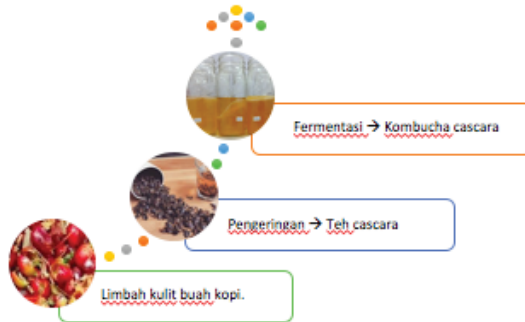 Fermentasi → Kombucha cascara
Pengeringan → Teh cascara
Limbah kulit buah kopi.